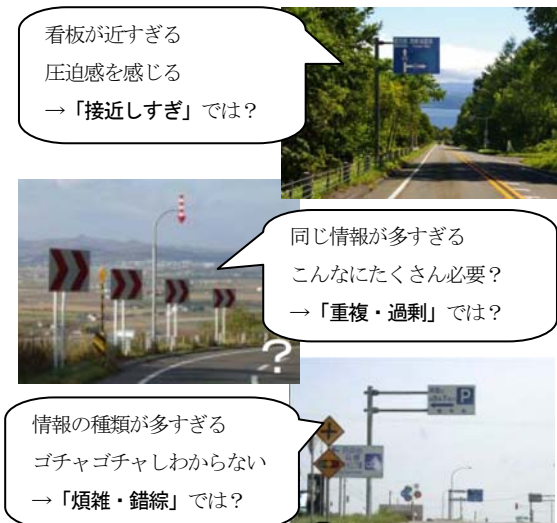 看板が近すぎる
圧迫感を感じる
→「接近しすぎ」では？
同じ情報が多すぎる
こんなにたくさん必要？
→「重複・過剰」では？
?
情報の種類が多すぎる
ゴチャゴチャしわからない
→「煩雑・錯綜」では？
P